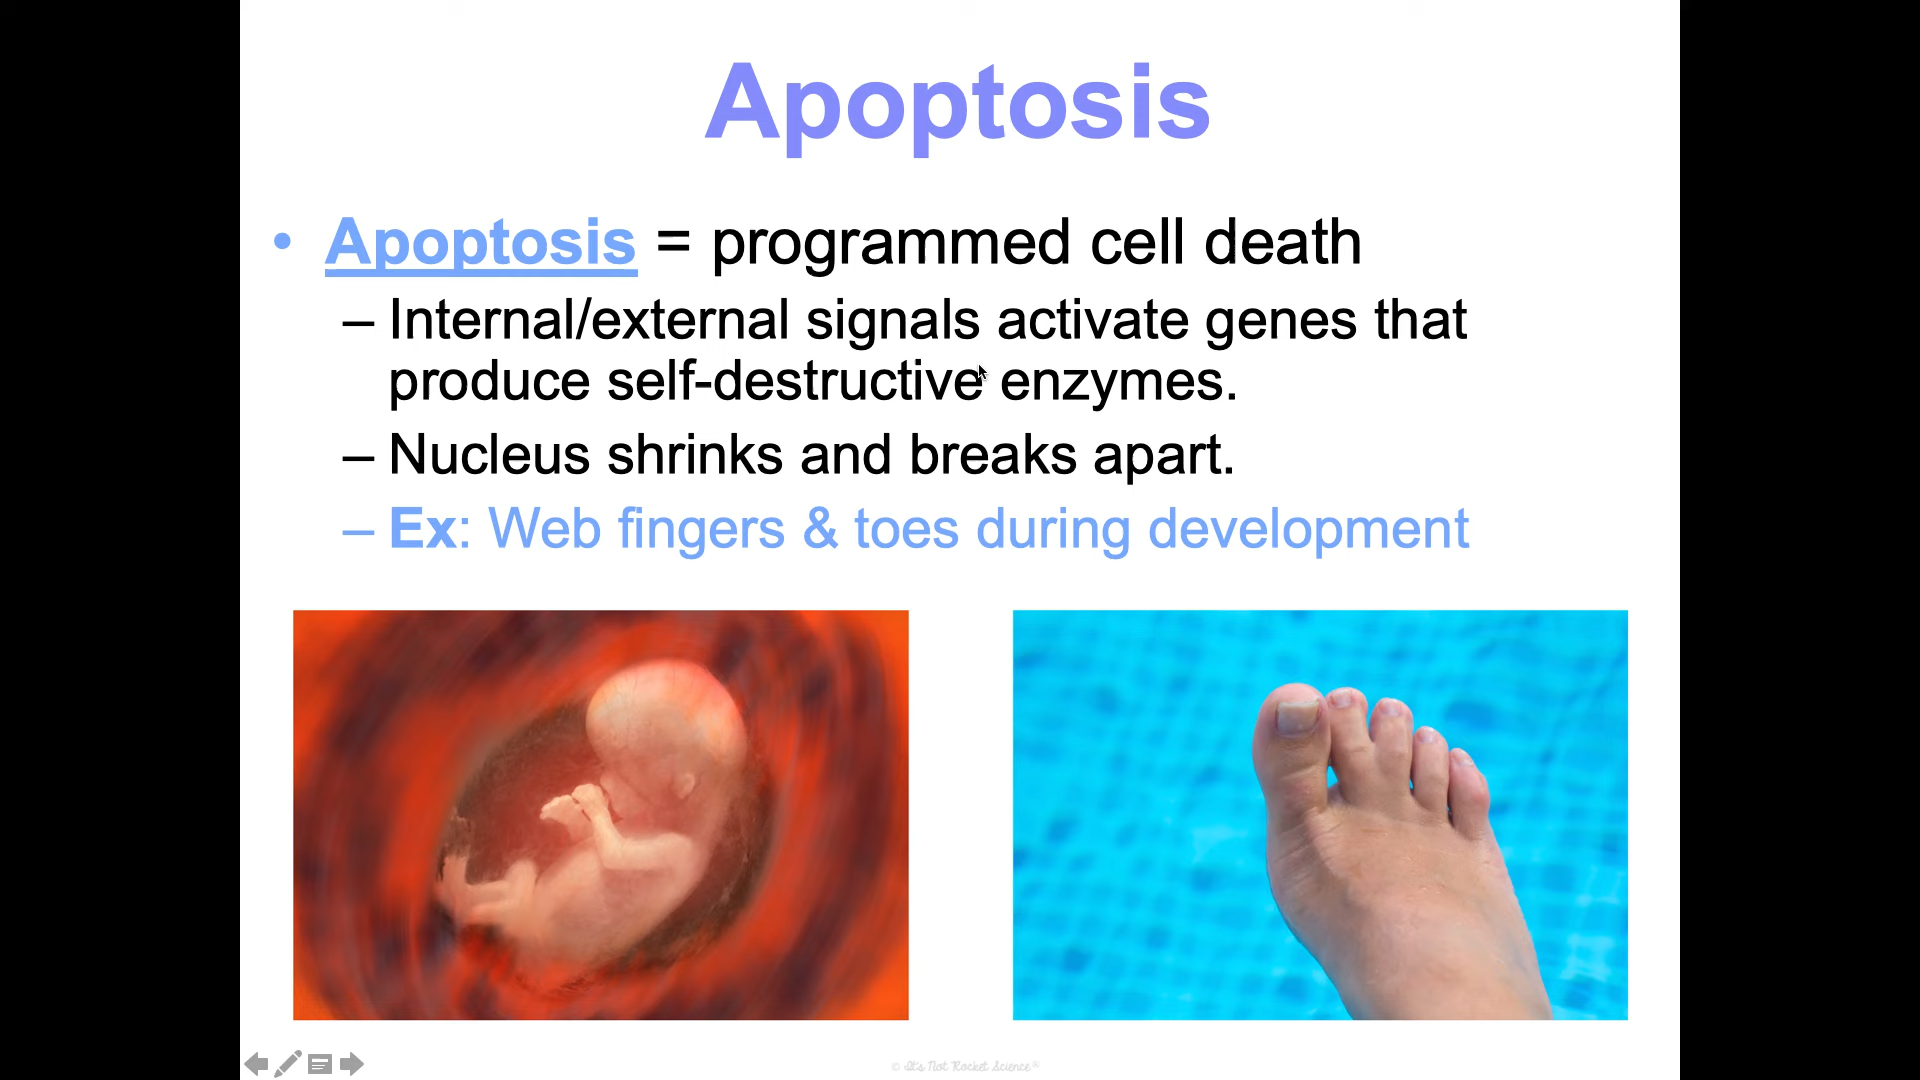 Apoptosis
• Apoptosis = programmed cell death
– Internal/external signals activate genes that
produce self-destructive enzymes.
– Nucleus shrinks and breaks apart.
– Ex: Web fingers & toes during development
© It's Not Rocket Science®